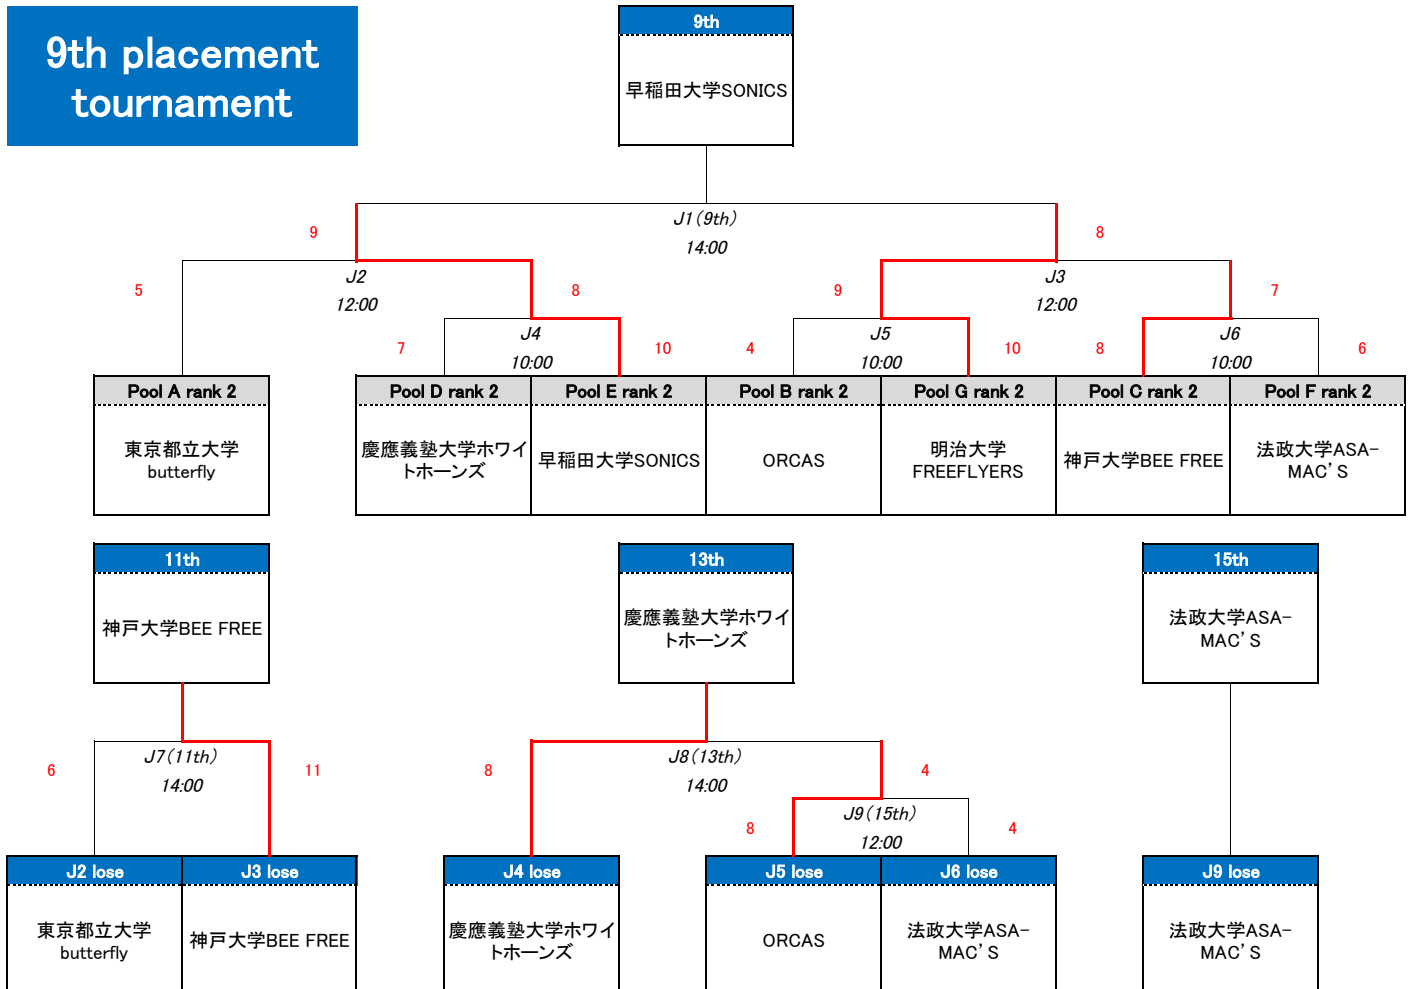 9th placement
tournament
9th
早稲田大学SONICS
J1（9th）
14:00
9
8
J2
12:00
J3
12:00
5
8
9
7
J4
10:00
J5
10:00
J6
10:00
7
10
4
10
8
6
Pool A rank 2
Pool D rank 2
Pool E rank 2
Pool B rank 2
Pool G rank 2
Pool C rank 2
Pool F rank 2
東京都立大学
butterfly
慶應義塾大学ホワイ
トホーンズ
早稲田大学SONICS
ORCAS
明治大学
FREEFLYERS
神戸大学BEE FREE
法政大学ASA-
MAC’S
11th
13th
15th
神戸大学BEE FREE
慶應義塾大学ホワイ
トホーンズ
法政大学ASA-
MAC’S
J7（11th）
14:00
6
11
J8（13th）
14:00
8
4
J9（15th）
12:00
8
4
J2 lose
J3 lose
J4 lose
J5 lose
J6 lose
J9 lose
東京都立大学
butterfly
神戸大学BEE FREE
慶應義塾大学ホワイ
トホーンズ
ORCAS
法政大学ASA-
MAC’S
法政大学ASA-
MAC’S